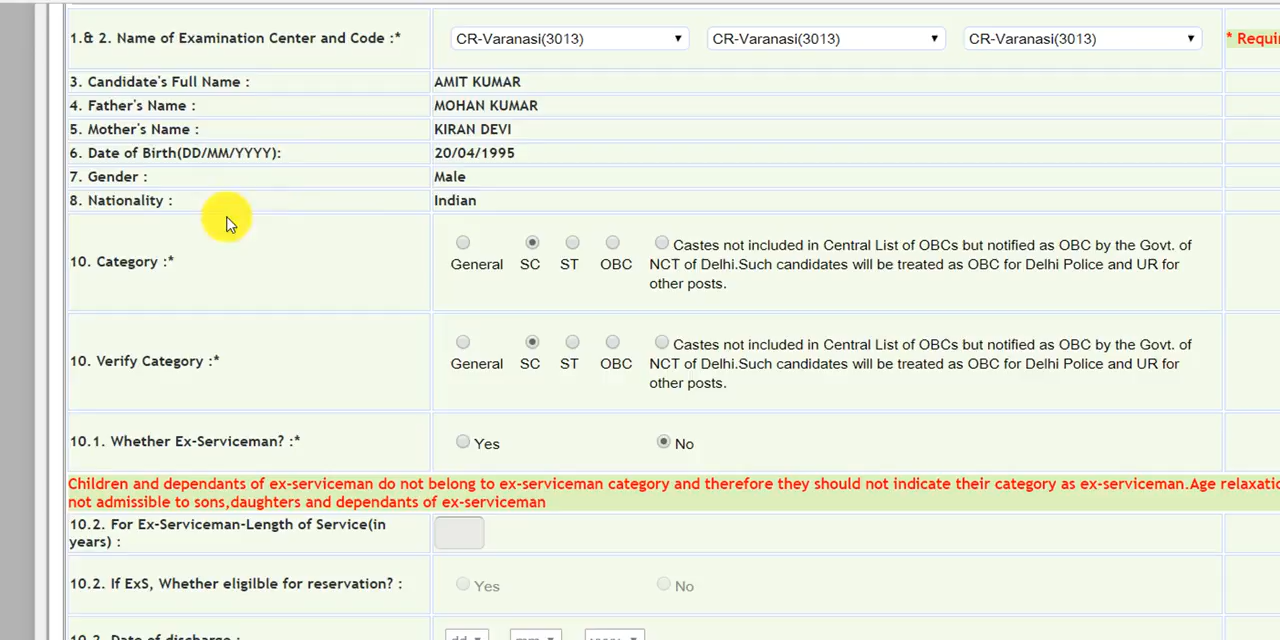 1.& 2. Name of Examination Center and Code :* CR-Varanasi(3013) CR-Varanasi(3013) CR-Varanasi(3013) * Requi
3. Candidate's Full Name : AMIT KUMAR
4. Father's Name : MOHAN KUMAR
5. Mother's Name : KIRAN DEVI
6. Date of Birth(DD/MM/YYYY): 20/04/1995
7. Gender : Male
8. Nationality : Indian
10. Category :*
General SC ST OBC
Castes not included in Central List of OBCs but notified as OBC by the Govt. of
NCT of Delhi.Such candidates will be treated as OBC for Delhi Police and UR for
other posts.
10. Verify Category :*
General SC ST OBC
Castes not included in Central List of OBCs but notified as OBC by the Govt. of
NCT of Delhi.Such candidates will be treated as OBC for Delhi Police and UR for
other posts.
10.1. Whether Ex-Serviceman? :* Yes No
Children and dependants of ex-serviceman do not belong to ex-serviceman category and therefore they should not indicate their category as ex-serviceman.Age relaxatio
not admissible to sons,daughters and dependants of ex-serviceman
10.2. For Ex-Serviceman-Length of Service(in
years) :
10.2. If ExS, Whether eligilble for reservation? : Yes No
10.3. Date of discharge : dd mm yyyy